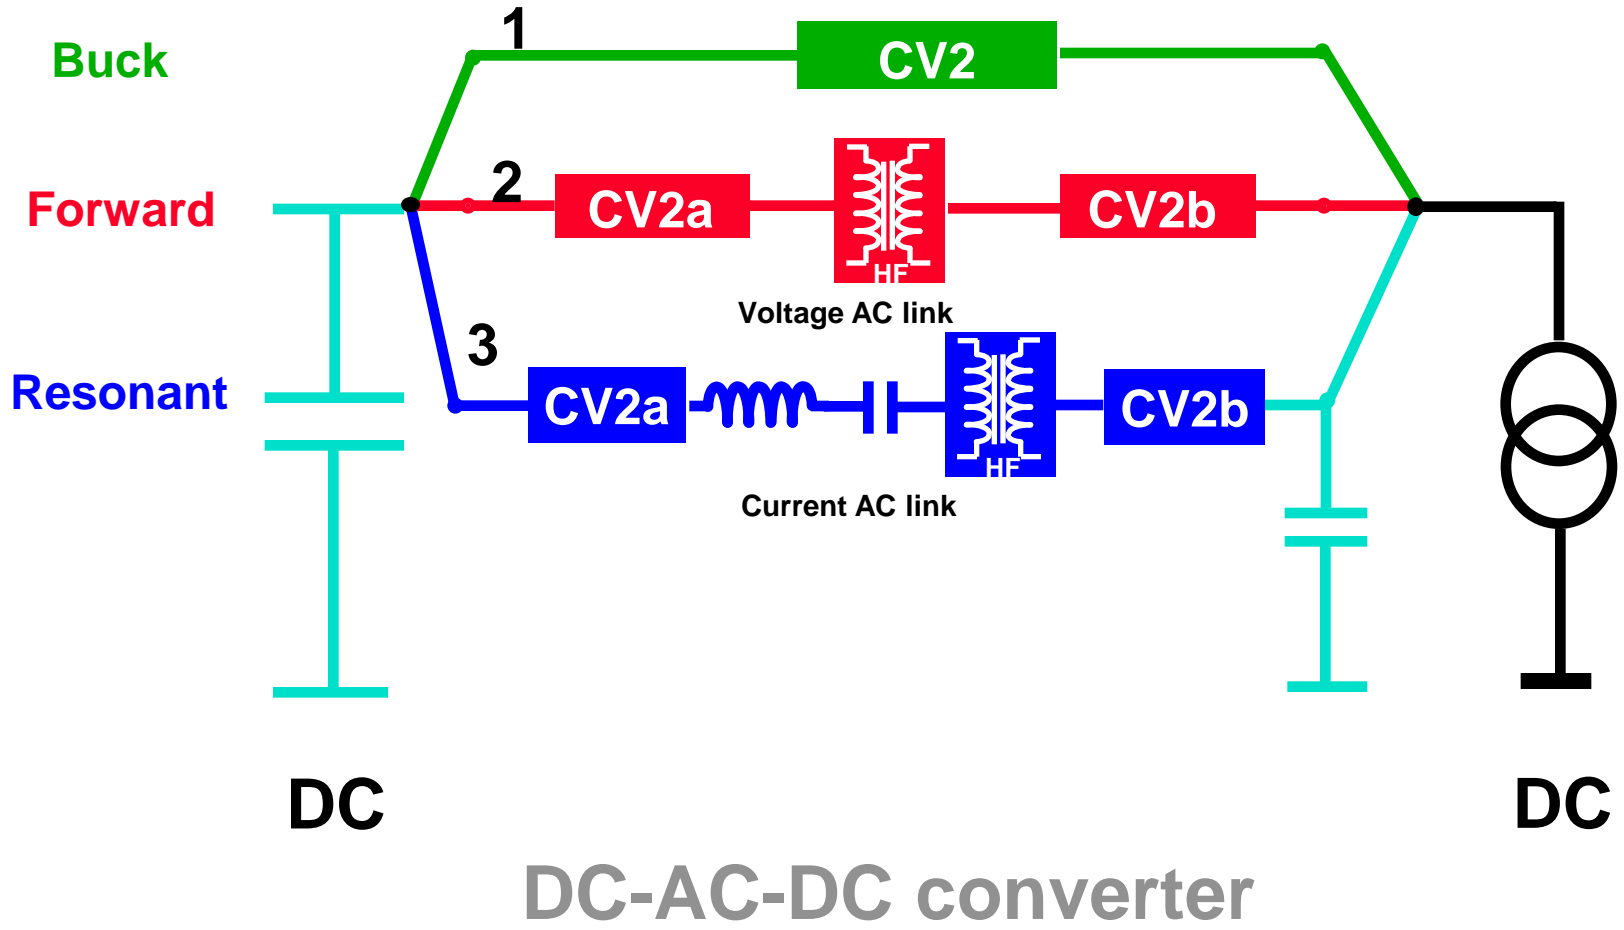 1
Buck
CV2
2
Forward
CV2a
CV2b
HF
Voltage AC link
3
Resonant
CV2a
CV2b
HF
Current AC link
DC
DC
DC-AC-DC converter